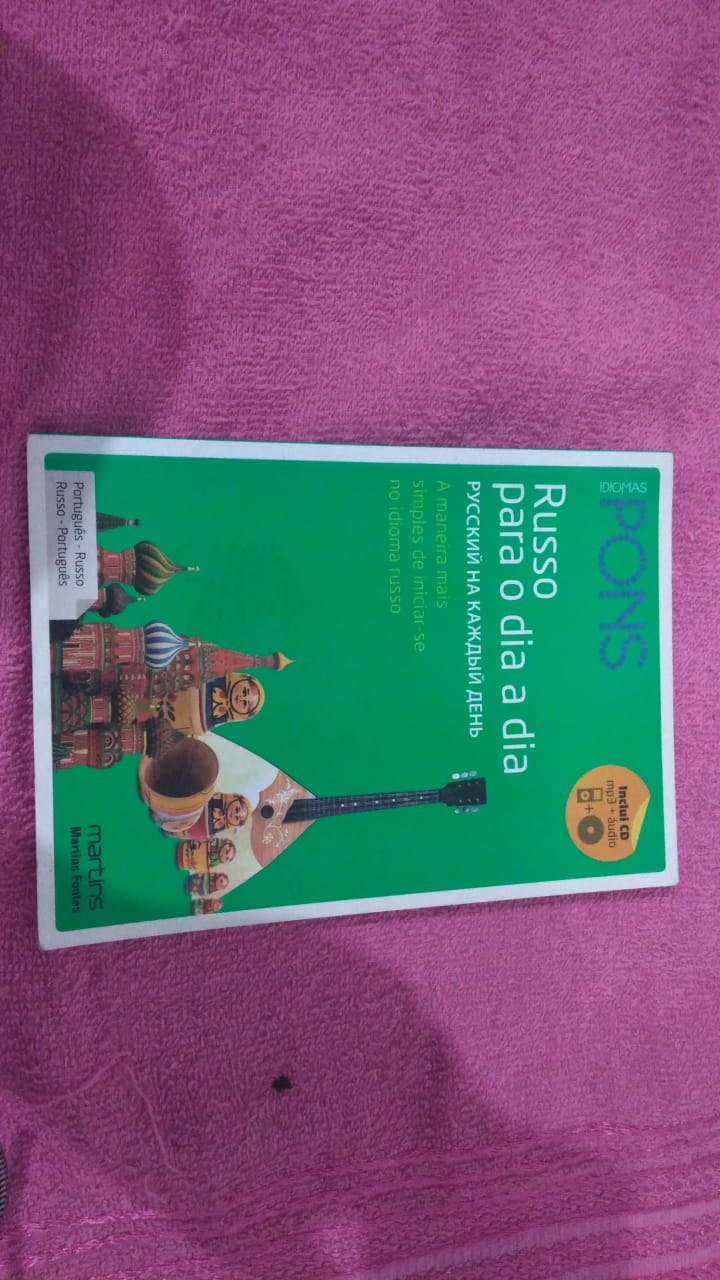 IDIOMAS
PONS
Inclui CD
mp3 + áudio
+
Russo
para o dia a dia
РУССКИЙ НА КАЖДЫЙ ДЕНЬ
A maneira mais
simples de iniciar-se
no idioma russo
Português - Russo
Russo - Português
martins
Martins Fontes